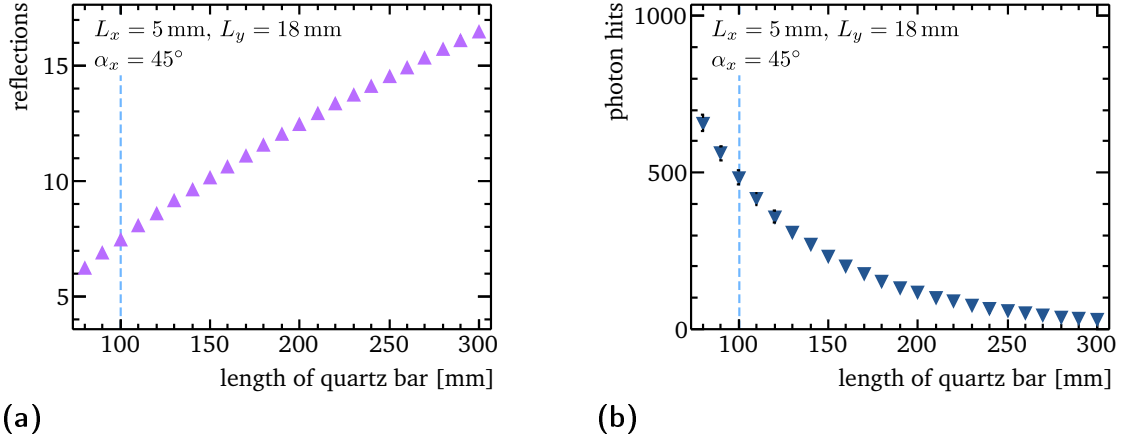 reflections
L_x = 5 mm, L_y = 18 mm
α_x = 45°
15
10
5
100 150 200 250 300
length of quartz bar [mm]
(a)
photon hits
L_x = 5 mm, L_y = 18 mm
α_x = 45°
1000
500
0
100 150 200 250 300
length of quartz bar [mm]
(b)